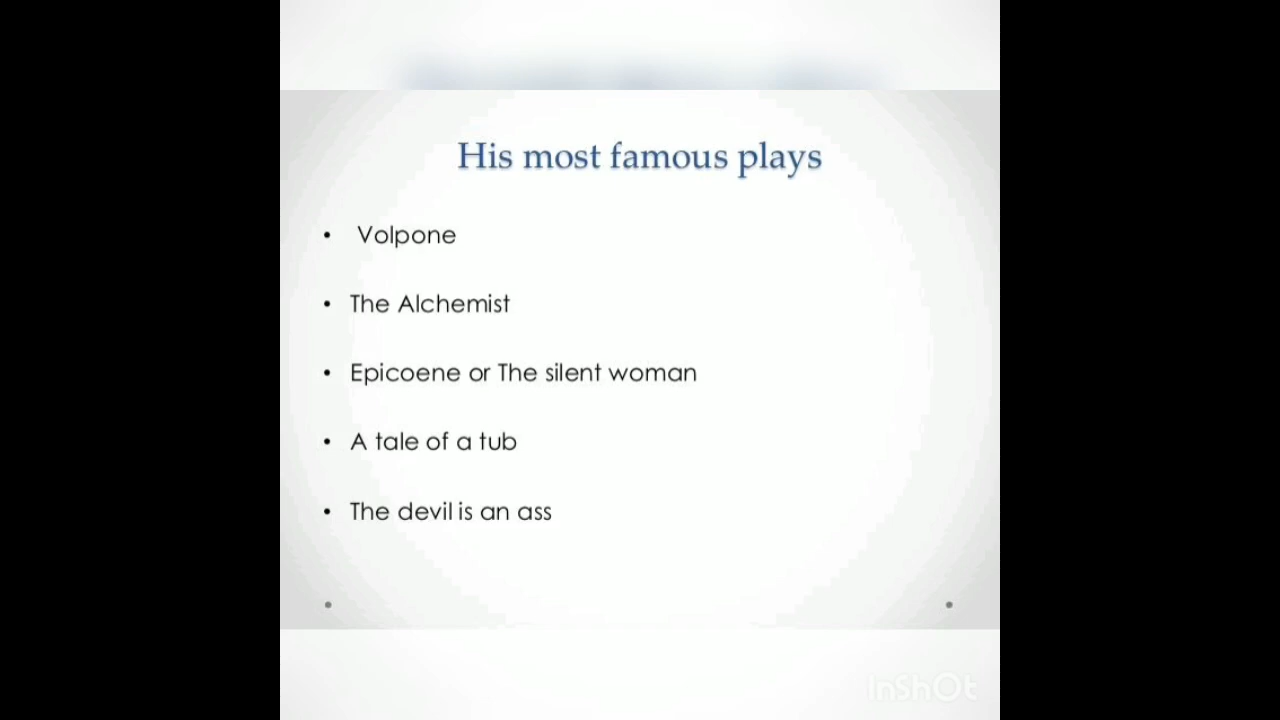 His most famous plays
• Volpone
• The Alchemist
• Epicoene or The silent woman
• A tale of a tub
• The devil is an ass
InShOt